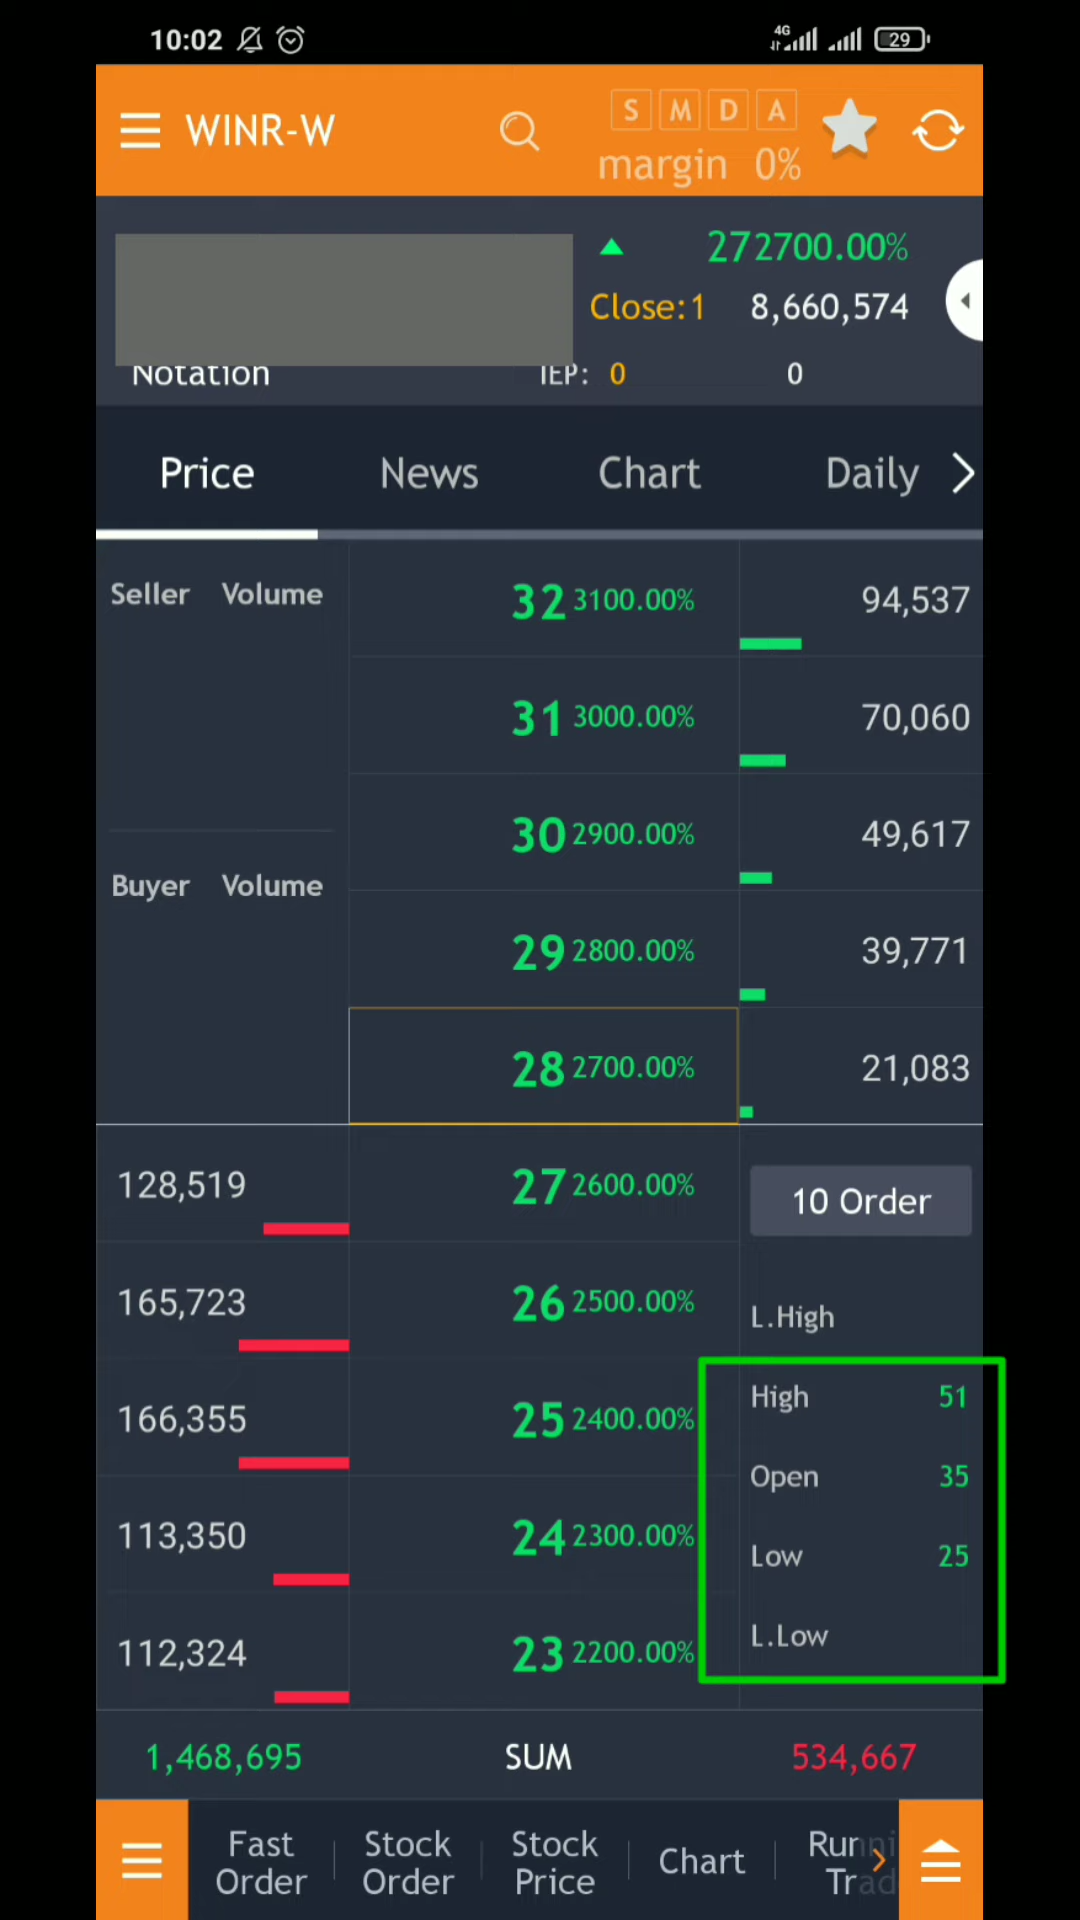 10:02 4G 29
WINR-W S M D A
margin 0%
27 2700.00%
Close:1 8,660,574
Notation IEP: 0 0
Price News Chart Daily
Seller Volume 32 3100.00% 94,537
31 3000.00% 70,060
30 2900.00% 49,617
Buyer Volume
29 2800.00% 39,771
28 2700.00% 21,083
128,519 27 2600.00% 10 Order
165,723 26 2500.00% L.High
High 51
166,355 25 2400.00%
Open 35
113,350 24 2300.00% Low 25
L.Low
112,324 23 2200.00%
1,468,695 SUM 534,667
Fast Order
Stock Order
Stock Price
Chart